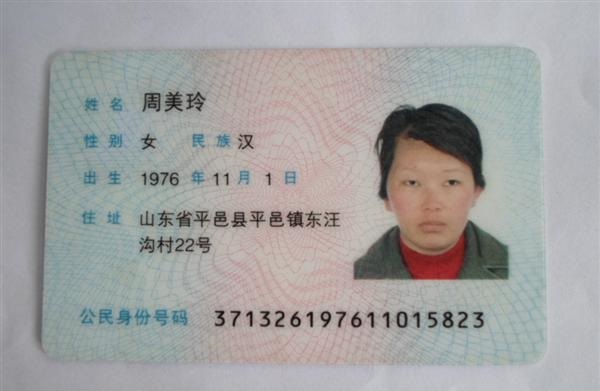 姓名 周美玲
性别 女 民族 汉
出生 1976 年 11 月 1 日
住址 山东省平邑县平邑镇东汪
沟村22号
公民身份号码 371326197611015823